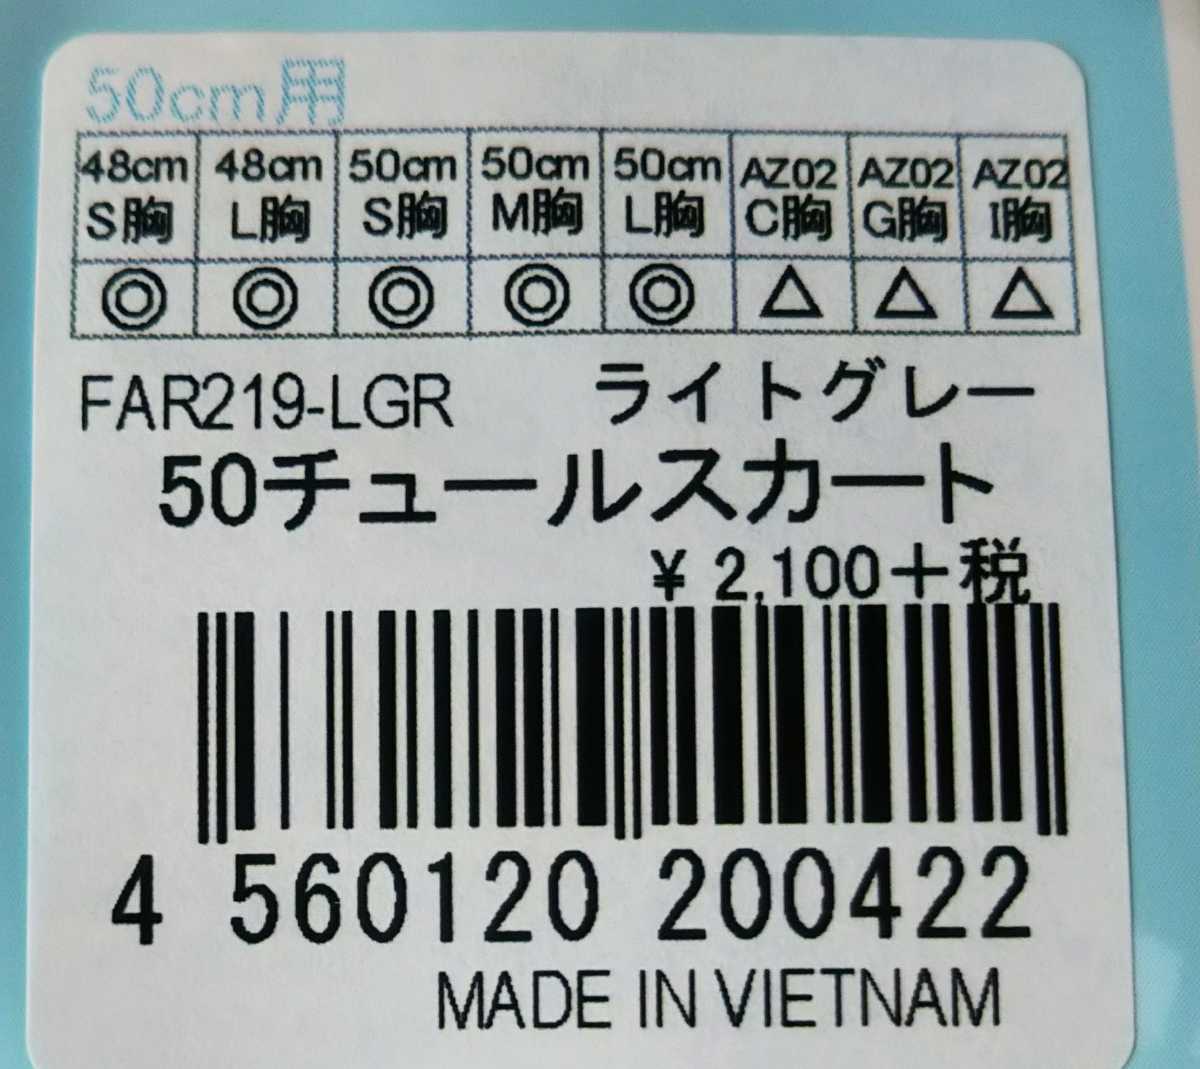 50cm用
48cm 48cm 50cm 50cm 50cm AZ02 AZ02 AZ02
S胸 L胸 S胸 M胸 L胸 C胸 G胸 I胸
◎ ◎ ◎ ◎ ◎ △ △ △
FAR219-LGR ライトグレー
50チュールスカート
¥ 2,100+税
4 560120 200422
MADE IN VIETNAM